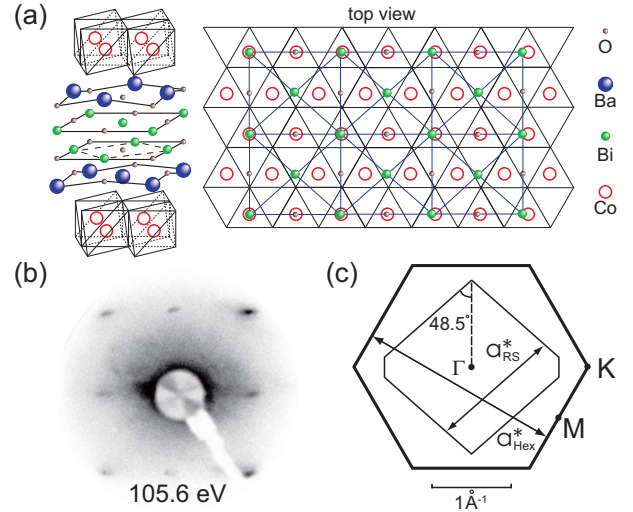 (a)
top view
O
Ba
Bi
Co
(b)
105.6 eV
(c)
48.5°
Γ
a*RS
K
M
a*Hex
1Å⁻¹